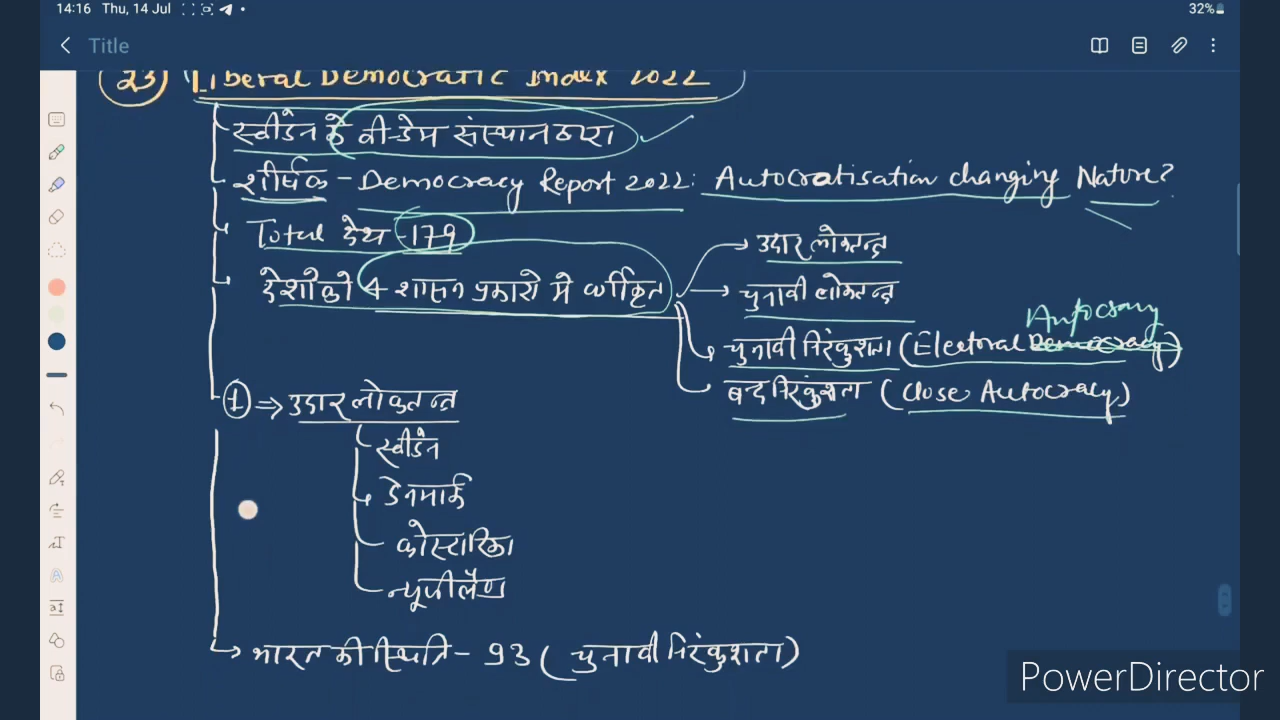 14:16 Thu, 14 Jul
32%
Title
23) Liberal Democratic Index 2022
स्वीडन के वी-डेम संस्थान द्वारा
शीर्षक - Democracy Report 2022: Autocratisation changing Nature?
Total देश - 179
देशों को 4 शासन प्रकारो में वर्गीकृत
उदार लोकतन्त्र
चुनावी लोकतन्त्र
Autocracy
चुनावी निरंकुशता (Electoral Democracy)
बन्द निरंकुशता (Close Autocracy)
1 ⇒ उदार लोकतन्त्र
स्वीडन
डेनमार्क
कोस्टारिका
न्यूजीलैण्ड
भारत की स्थिति - 93 (चुनावी निरंकुशता)
PowerDirector